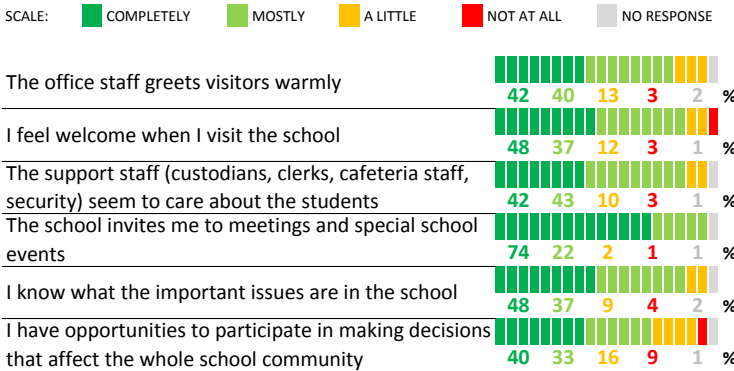 SCALE: COMPLETELY MOSTLY A LITTLE NOT AT ALL NO RESPONSE
The office staff greets visitors warmly
42 40 13 3 2 %
I feel welcome when I visit the school
48 37 12 3 1 %
The support staff (custodians, clerks, cafeteria staff,
security) seem to care about the students
42 43 10 3 1 %
The school invites me to meetings and special school
events
74 22 2 1 1 %
I know what the important issues are in the school
48 37 9 4 2 %
I have opportunities to participate in making decisions
that affect the whole school community
40 33 16 9 1 %